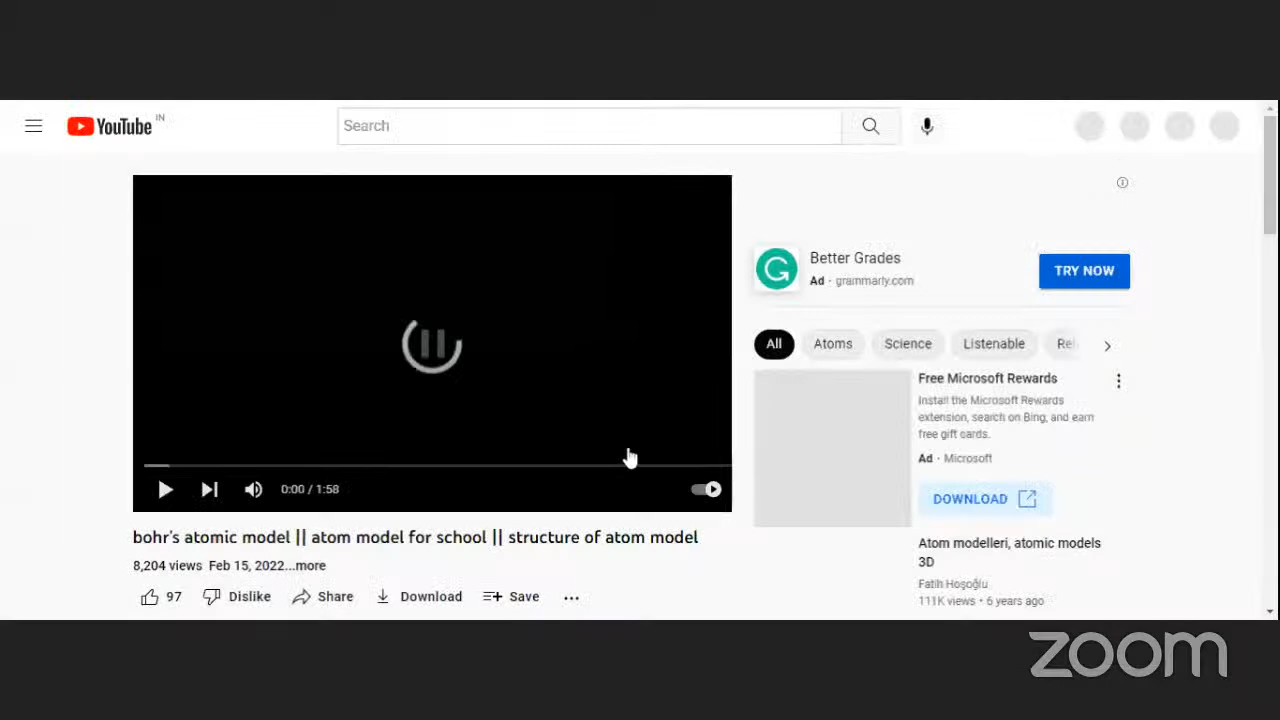 YouTube IN
Search
Better Grades
Ad · grammarly.com
TRY NOW
All
Atoms
Science
Listenable
Rel
Free Microsoft Rewards
Install the Microsoft Rewards
extension, search on Bing, and earn
free gift cards.
Ad · Microsoft
DOWNLOAD
0:00 / 1:58
bohr's atomic model || atom model for school || structure of atom model
8,204 views Feb 15, 2022...more
97
Dislike
Share
Download
Save
Atom modelleri, atomic models
3D
Fatih Hoşoğlu
111K views • 6 years ago
zoom